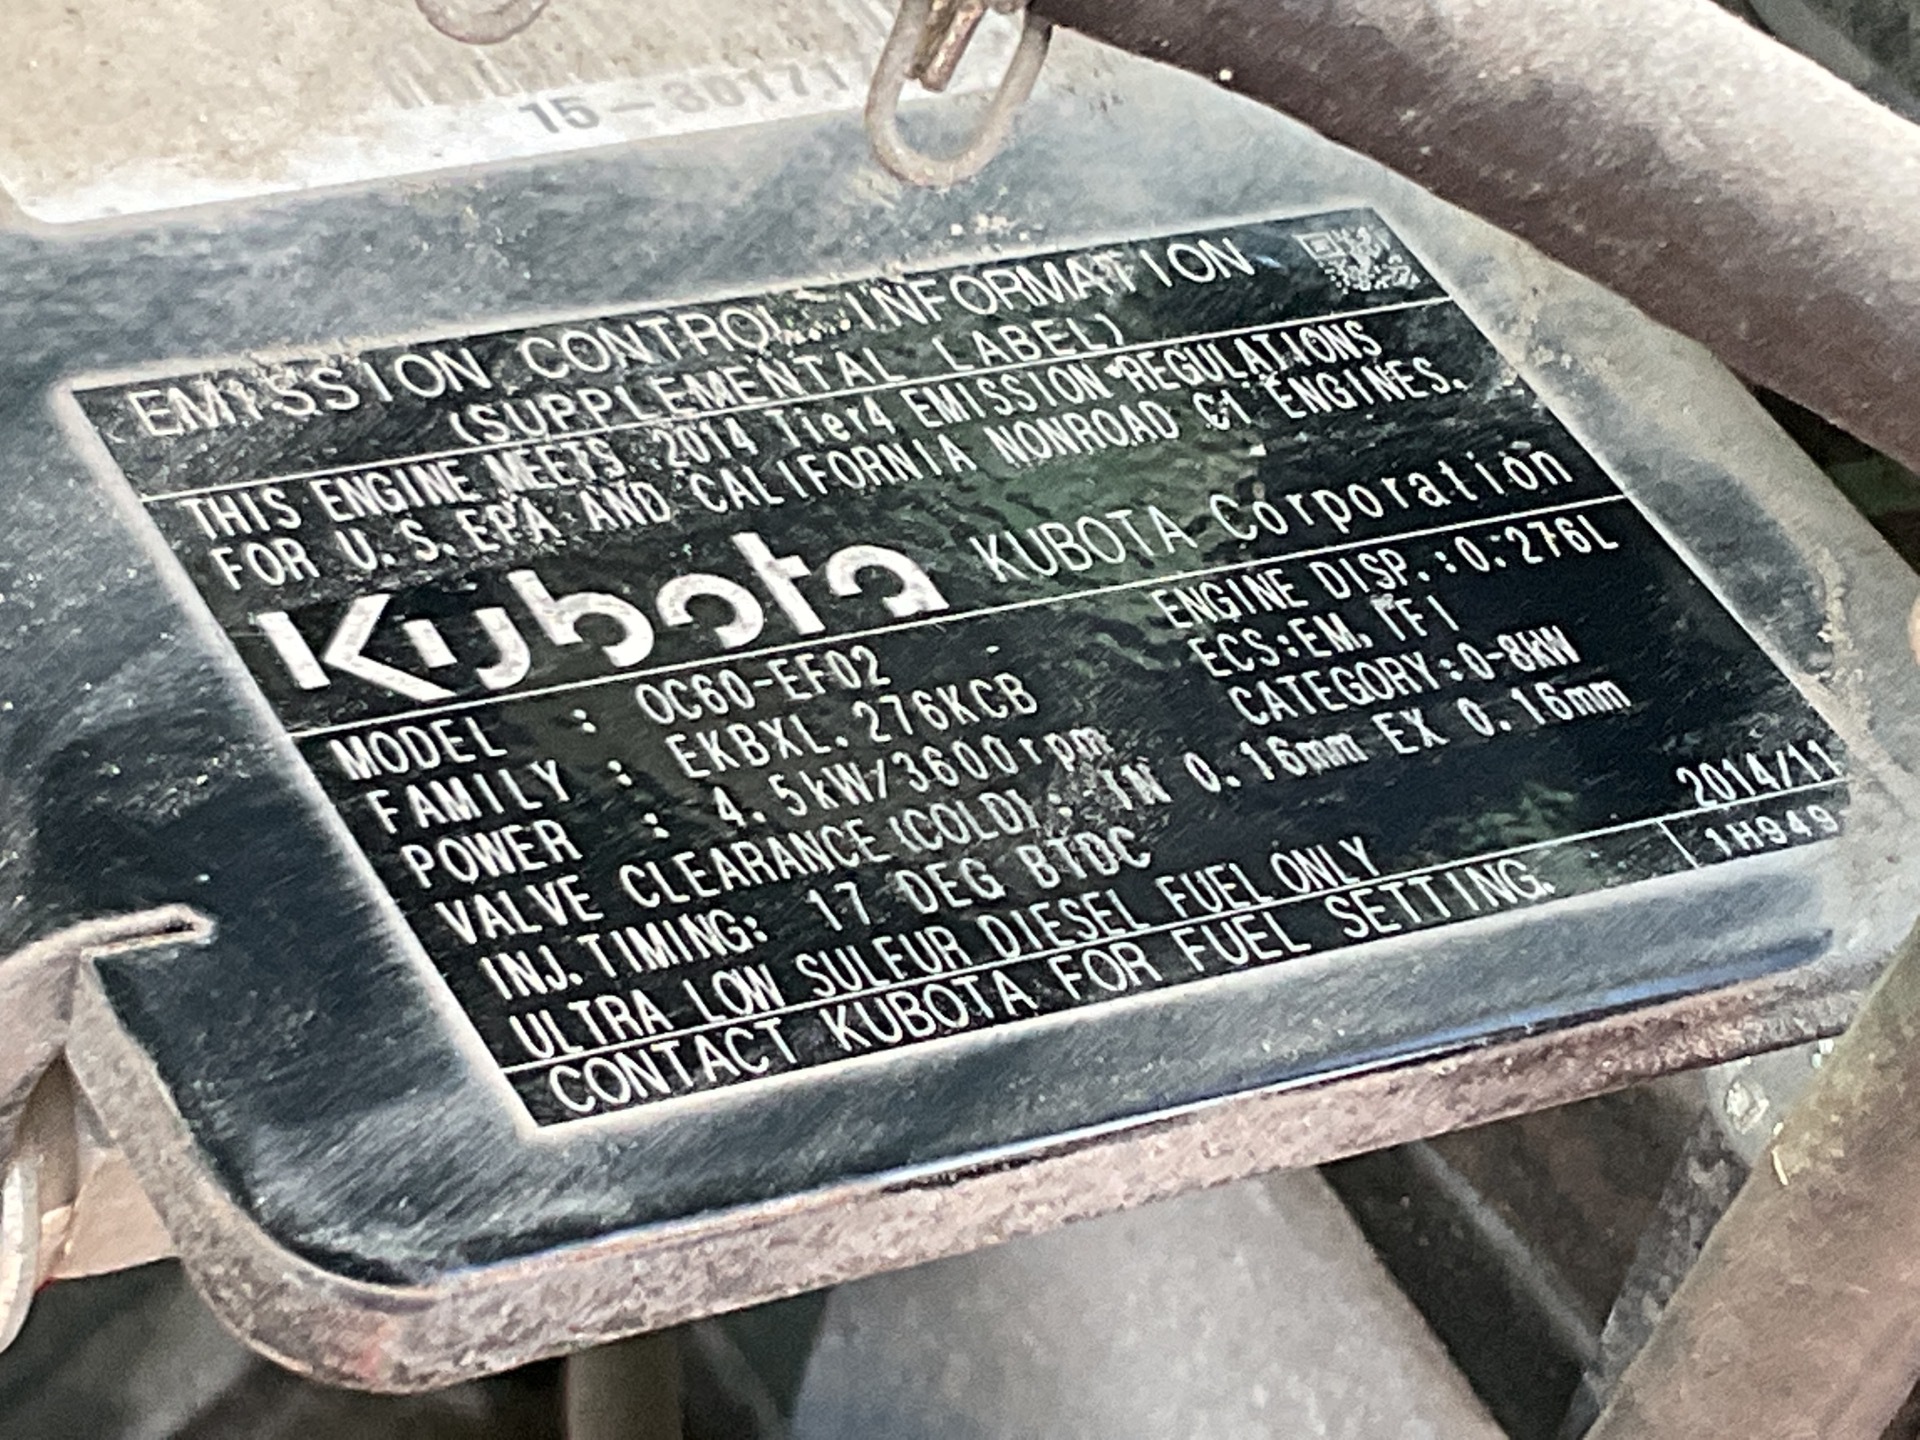 15-30171
EMISSION CONTROL INFORMATION
(SUPPLEMENTAL LABEL)
THIS ENGINE MEETS 2014 Tier4 EMISSION REGULATIONS
FOR U.S. EPA AND CALIFORNIA NONROAD CI ENGINES.
Kubota KUBOTA Corporation
MODEL : OC60-EF02 ENGINE DISP.:0.276L
FAMILY : EKBXL.276KCB ECS:EM, IFI
POWER : 4.5kW/3600rpm CATEGORY:0-8kW
VALVE CLEARANCE(COLD): IN 0.16mm EX 0.16mm
INJ.TIMING: 17 DEG BTDC 2014/11
ULTRA LOW SULFUR DIESEL FUEL ONLY 1H949
CONTACT KUBOTA FOR FUEL SETTING.